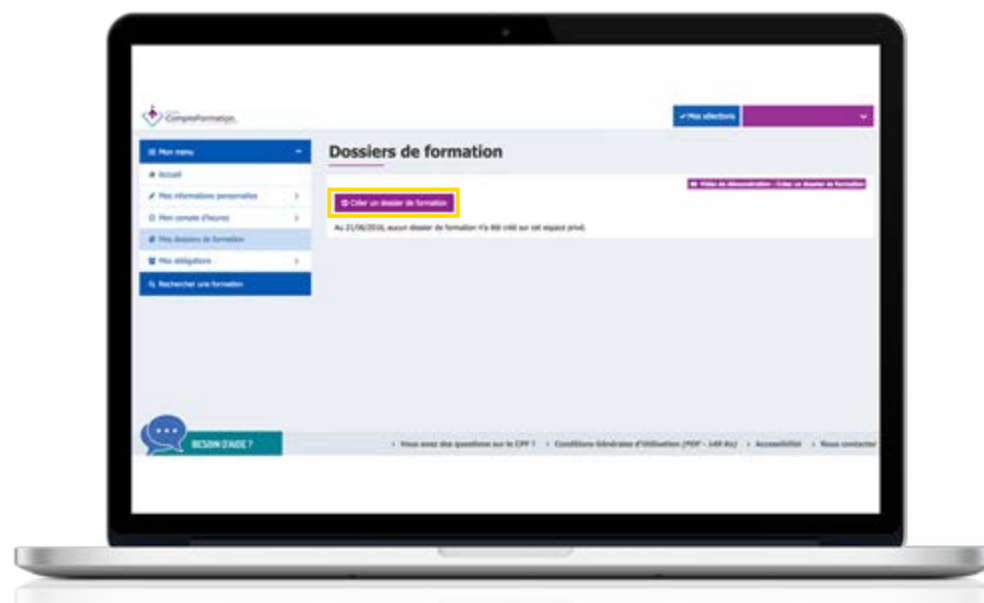 CompteFormation
Mes sélections
Mon menu
Dossiers de formation
Accueil
Vidéo de démonstration - Créer un dossier de formation
Mes informations personnelles
Créer un dossier de formation
Mon compte d'heures
Au 21/06/2016, aucun dossier de formation n'a été créé sur cet espace privé.
Mes dossiers de formation
Mes délégations
Rechercher une formation
BESOIN D'AIDE ?
Vous avez des questions sur le CPF ? › Conditions Générales d'Utilisation (PDF - 149 Ko) › Accessibilité › Nous contacter